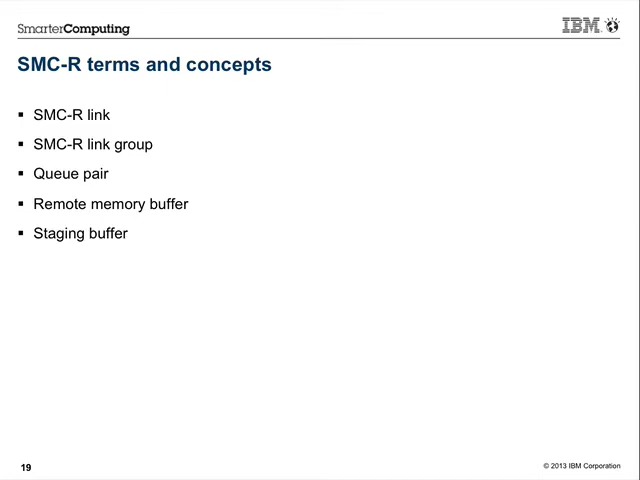 SmarterComputing
IBM
SMC-R terms and concepts
▪ SMC-R link
▪ SMC-R link group
▪ Queue pair
▪ Remote memory buffer
▪ Staging buffer
19
© 2013 IBM Corporation